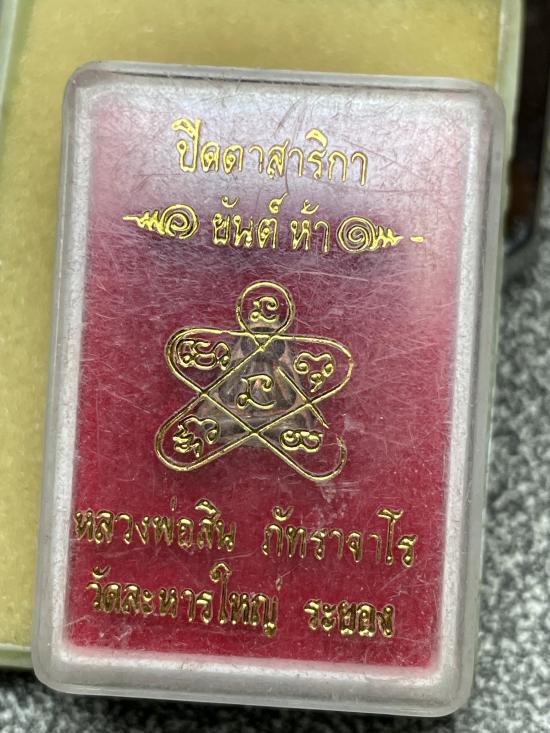 ปิดตาสาริกา
๑ ยันต์ ห้า ๑
หลวงพ่อสิน ภัทราจาโร
วัดละหารใหญ่ ระยอง